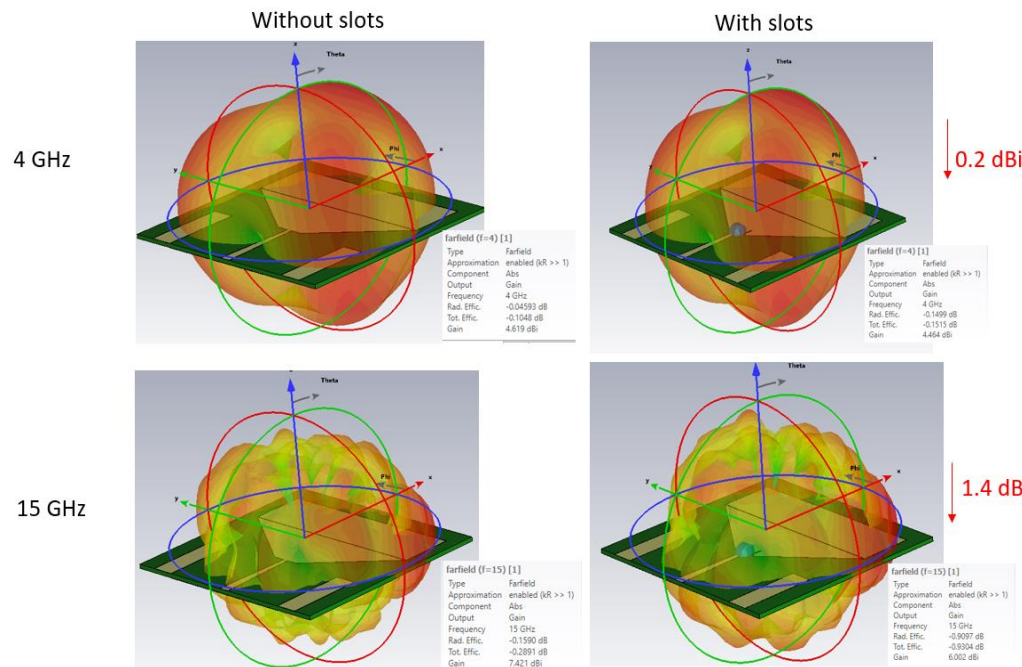 Without slots
With slots
4 GHz
z
Theta
Phi
x
y
farfield (f=4) [1]
Type Farfield
Approximation enabled (kR >> 1)
Component Abs
Output Gain
Frequency 4 GHz
Rad. Effic. -0.04593 dB
Tot. Effic. -0.1048 dB
Gain 4.619 dBi
z
Theta
Phi
x
y
farfield (f=4) [1]
Type Farfield
Approximation enabled (kR >> 1)
Component Abs
Output Gain
Frequency 4 GHz
Rad. Effic. -0.1499 dB
Tot. Effic. -0.1515 dB
Gain 4.464 dBi
0.2 dBi
15 GHz
Theta
Phi
x
y
farfield (f=15) [1]
Type Farfield
Approximation enabled (kR >> 1)
Component Abs
Output Gain
Frequency 15 GHz
Rad. Effic. -0.1590 dB
Tot. Effic. -0.2891 dB
Gain 7.421 dBi
Theta
Phi
x
y
farfield (f=15) [1]
Type Farfield
Approximation enabled (kR >> 1)
Component Abs
Output Gain
Frequency 15 GHz
Rad. Effic. -0.9097 dB
Tot. Effic. -0.9304 dB
Gain 6.002 dBi
1.4 dB